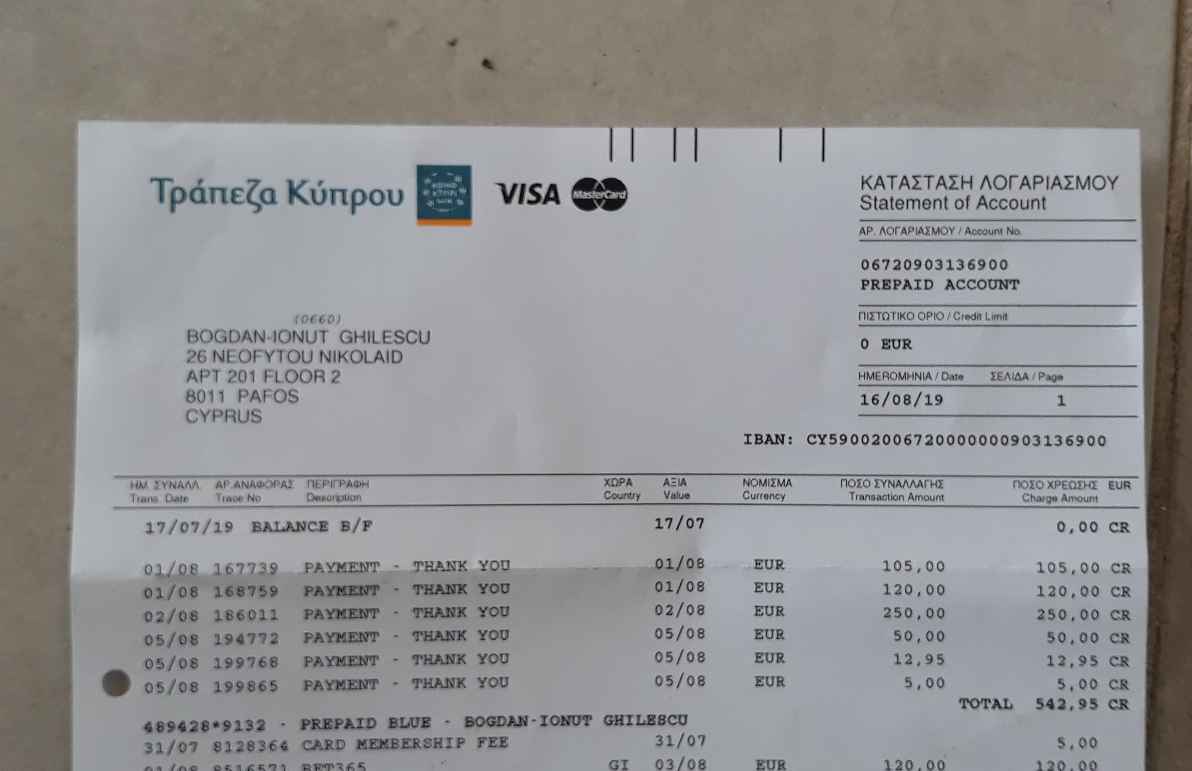 Τράπεζα Κύπρου VISA MasterCard
ΚΑΤΑΣΤΑΣΗ ΛΟΓΑΡΙΑΣΜΟΥ
Statement of Account
ΑΡ. ΛΟΓΑΡΙΑΣΜΟΥ / Account No.
06720903136900
PREPAID ACCOUNT
ΠΙΣΤΩΤΙΚΟ ΟΡΙΟ / Credit Limit
0 EUR
ΗΜΕΡΟΜΗΝΙΑ / Date ΣΕΛΙΔΑ / Page
16/08/19 1
(0660)
BOGDAN-IONUT GHILESCU
26 NEOFYTOU NIKOLAID
APT 201 FLOOR 2
8011 PAFOS
CYPRUS
IBAN: CY59002006720000000903136900
ΗΜ. ΣΥΝΑΛΛ. ΑΡ.ΑΝΑΦΟΡΑΣ ΠΕΡΙΓΡΑΦΗ ΧΩΡΑ ΑΞΙΑ ΝΟΜΙΣΜΑ ΠΟΣΟ ΣΥΝΑΛΛΑΓΗΣ ΠΟΣΟ ΧΡΕΩΣΗΣ EUR
Trans. Date Trace No Description Country Value Currency Transaction Amount Charge Amount
17/07/19 BALANCE B/F 17/07 0,00 CR
01/08 167739 PAYMENT - THANK YOU 01/08 EUR 105,00 105,00 CR
01/08 168759 PAYMENT - THANK YOU 01/08 EUR 120,00 120,00 CR
02/08 186011 PAYMENT - THANK YOU 02/08 EUR 250,00 250,00 CR
05/08 194772 PAYMENT - THANK YOU 05/08 EUR 50,00 50,00 CR
05/08 199768 PAYMENT - THANK YOU 05/08 EUR 12,95 12,95 CR
05/08 199865 PAYMENT - THANK YOU 05/08 EUR 5,00 5,00 CR
TOTAL 542,95 CR
489428*9132 - PREPAID BLUE - BOGDAN-IONUT GHILESCU
31/07 8128364 CARD MEMBERSHIP FEE 31/07 5,00
01/08 8516571 BET365 GI 03/08 EUR 120,00 120,00